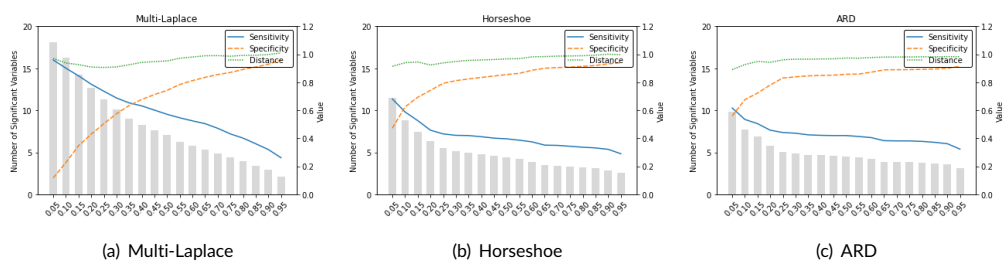 Multi-Laplace
Number of Significant Variables
20
15
10
5
0
1.2
1.0
0.8
0.6
0.4
0.2
0.0
Value
Sensitivity
Specificity
Distance
0.05 0.10 0.15 0.20 0.25 0.30 0.35 0.40 0.45 0.50 0.55 0.60 0.65 0.70 0.75 0.80 0.85 0.90 0.95
(a) Multi-Laplace
Horseshoe
Number of Significant Variables
20
15
10
5
0
1.2
1.0
0.8
0.6
0.4
0.2
0.0
Value
Sensitivity
Specificity
Distance
0.05 0.10 0.15 0.20 0.25 0.30 0.35 0.40 0.45 0.50 0.55 0.60 0.65 0.70 0.75 0.80 0.85 0.90 0.95
(b) Horseshoe
ARD
Number of Significant Variables
20
15
10
5
0
1.2
1.0
0.8
0.6
0.4
0.2
0.0
Value
Sensitivity
Specificity
Distance
0.05 0.10 0.15 0.20 0.25 0.30 0.35 0.40 0.45 0.50 0.55 0.60 0.65 0.70 0.75 0.80 0.85 0.90 0.95
(c) ARD